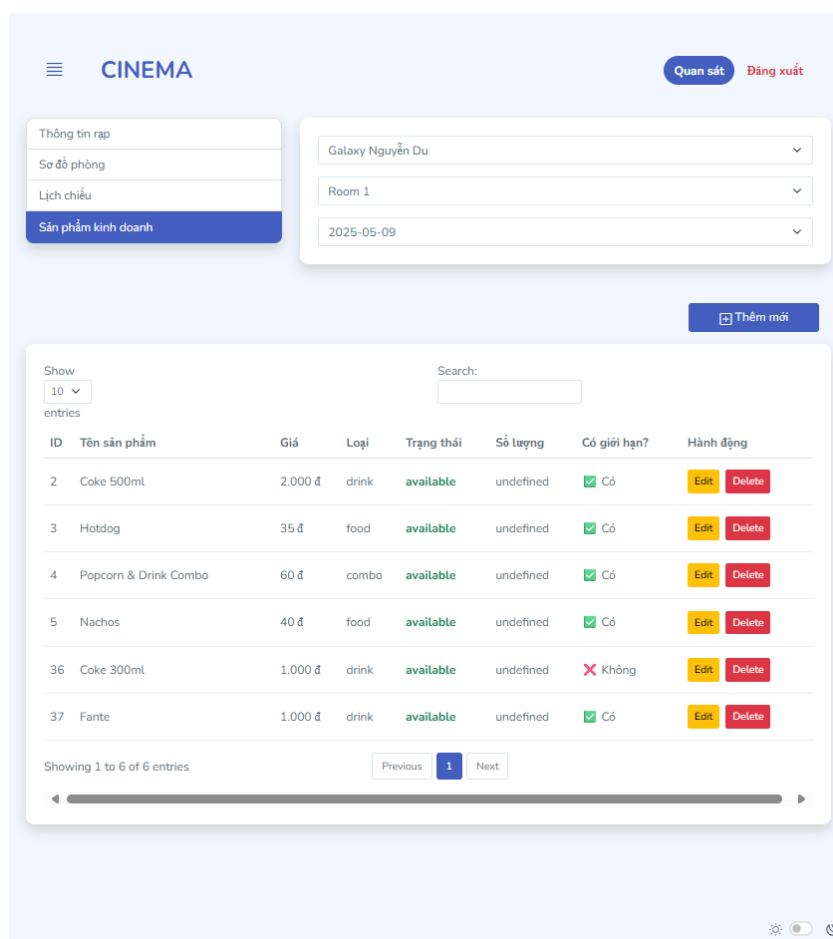 CINEMA
Quan sát Đăng xuất
Thông tin rạp
Sơ đồ phòng
Lịch chiếu
Sản phẩm kinh doanh
Galaxy Nguyễn Du
Room 1
2025-05-09
Thêm mới
Show
10
entries
Search:
ID Tên sản phẩm Giá Loại Trạng thái Số lượng Có giới hạn? Hành động
2 Coke 500ml 2.000 đ drink available undefined ✅ Có Edit Delete
3 Hotdog 35 đ food available undefined ✅ Có Edit Delete
4 Popcorn & Drink Combo 60 đ combo available undefined ✅ Có Edit Delete
5 Nachos 40 đ food available undefined ✅ Có Edit Delete
36 Coke 300ml 1.000 đ drink available undefined ❌ Không Edit Delete
37 Fante 1.000 đ drink available undefined ✅ Có Edit Delete
Showing 1 to 6 of 6 entries
Previous 1 Next